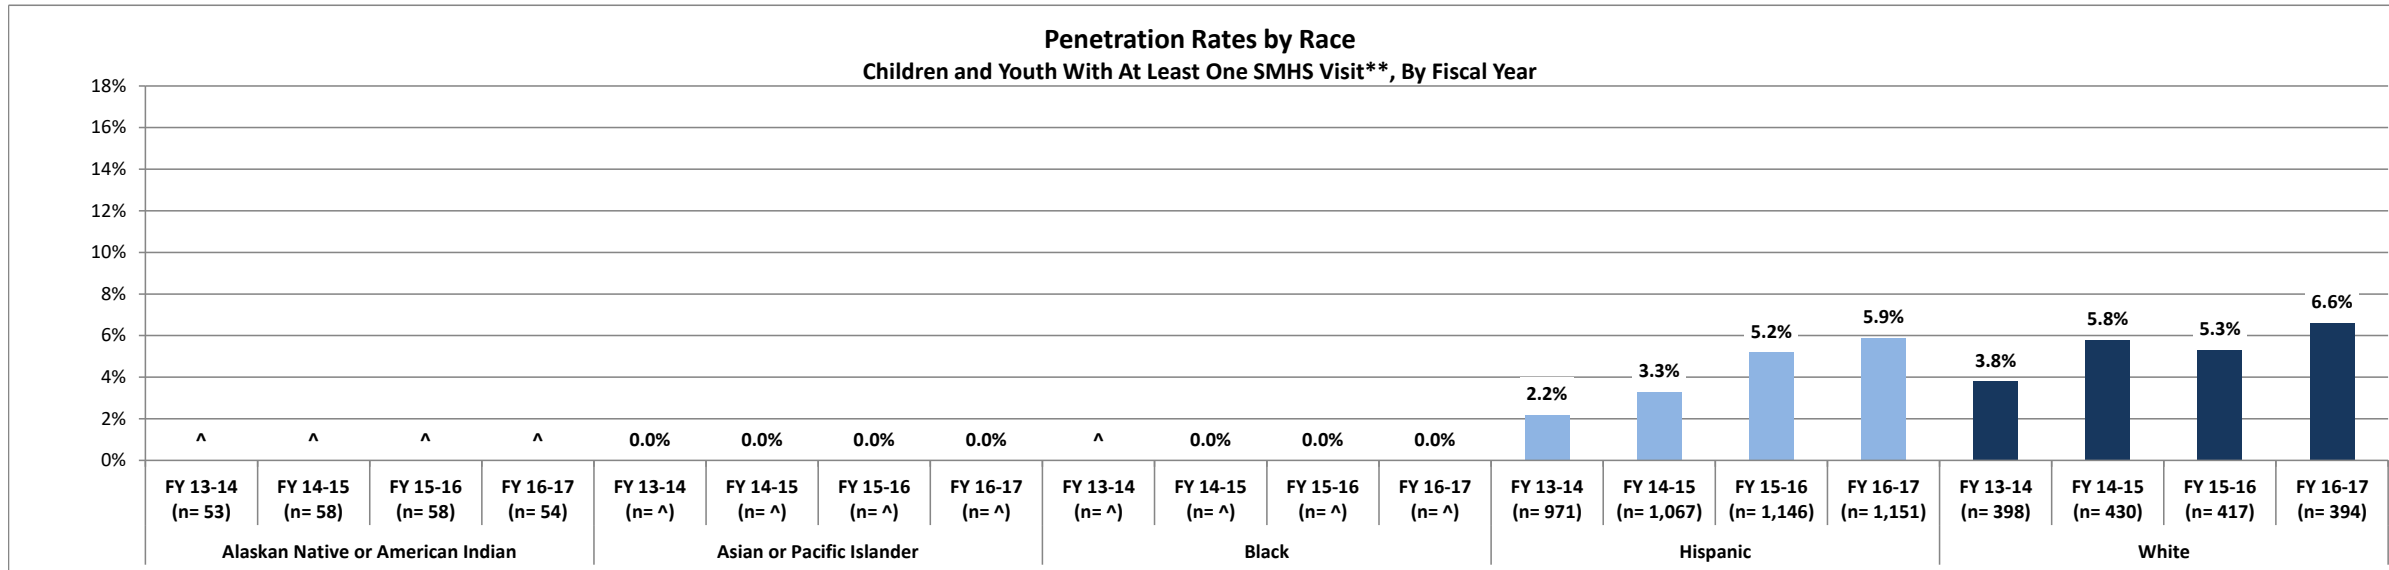 Penetration Rates by Race
Children and Youth With At Least One SMHS Visit**, By Fiscal Year
18%
16%
14%
12%
10%
8%
6%
4%
2%
0%
^ ^ ^ ^ 0.0% 0.0% 0.0% 0.0% ^ 0.0% 0.0% 0.0% 2.2% 3.3% 5.2% 5.9% 3.8% 5.8% 5.3% 6.6%
FY 13-14 FY 14-15 FY 15-16 FY 16-17 FY 13-14 FY 14-15 FY 15-16 FY 16-17 FY 13-14 FY 14-15 FY 15-16 FY 16-17 FY 13-14 FY 14-15 FY 15-16 FY 16-17 FY 13-14 FY 14-15 FY 15-16 FY 16-17
(n= 53) (n= 58) (n= 58) (n= 54) (n= ^) (n= ^) (n= ^) (n= ^) (n= ^) (n= ^) (n= ^) (n= ^) (n= 971) (n= 1,067) (n= 1,146) (n= 1,151) (n= 398) (n= 430) (n= 417) (n= 394)
Alaskan Native or American Indian Asian or Pacific Islander Black Hispanic White